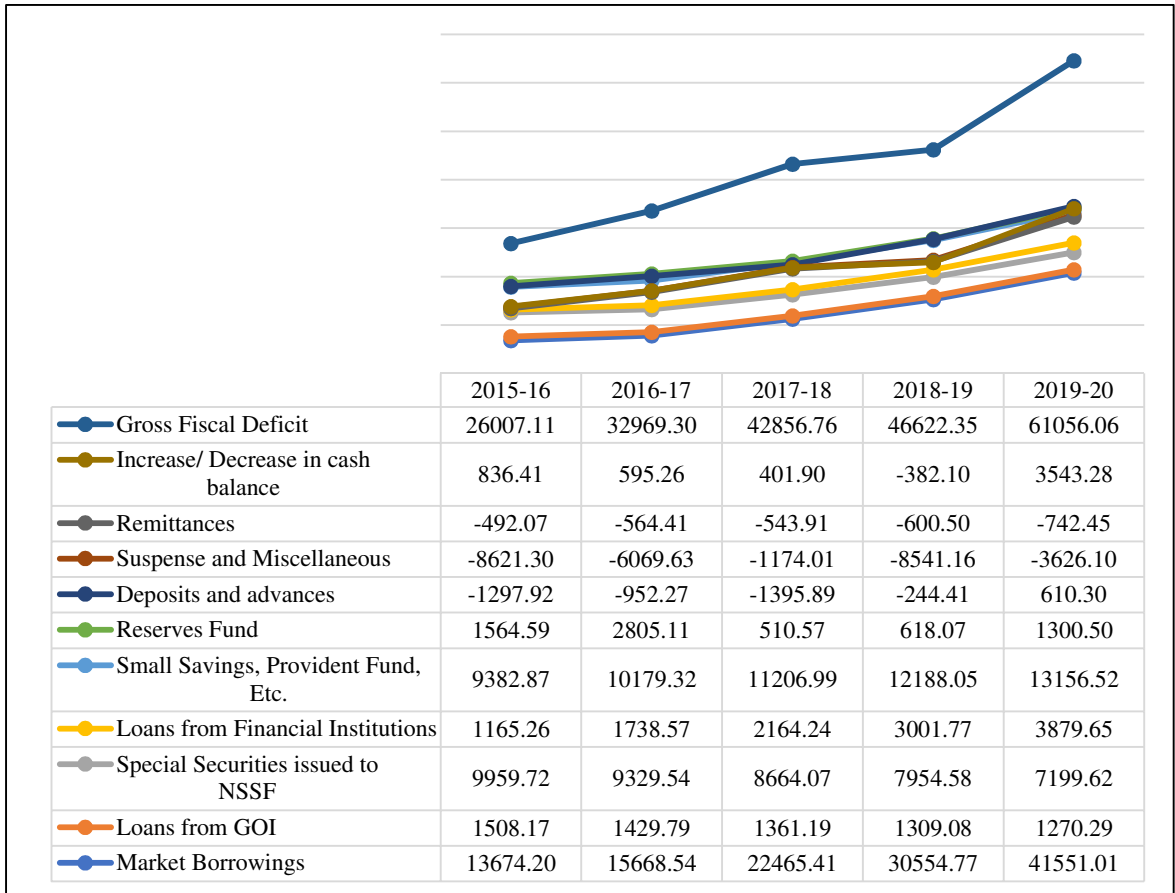 2015-16 2016-17 2017-18 2018-19 2019-20
Gross Fiscal Deficit 26007.11 32969.30 42856.76 46622.35 61056.06
Increase/ Decrease in cash
balance 836.41 595.26 401.90 -382.10 3543.28
Remittances -492.07 -564.41 -543.91 -600.50 -742.45
Suspense and Miscellaneous -8621.30 -6069.63 -1174.01 -8541.16 -3626.10
Deposits and advances -1297.92 -952.27 -1395.89 -244.41 610.30
Reserves Fund 1564.59 2805.11 510.57 618.07 1300.50
Small Savings, Provident Fund,
Etc. 9382.87 10179.32 11206.99 12188.05 13156.52
Loans from Financial Institutions 1165.26 1738.57 2164.24 3001.77 3879.65
Special Securities issued to
NSSF 9959.72 9329.54 8664.07 7954.58 7199.62
Loans from GOI 1508.17 1429.79 1361.19 1309.08 1270.29
Market Borrowings 13674.20 15668.54 22465.41 30554.77 41551.01